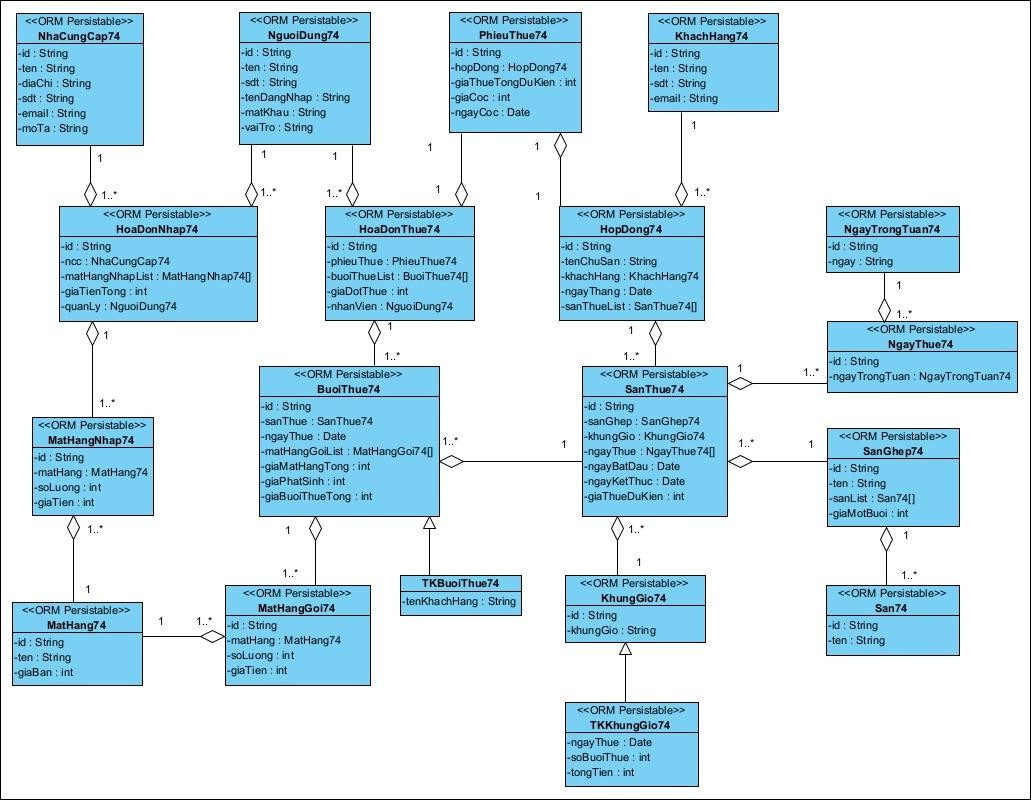 <<ORM Persistable>>
NhaCungCap74
-id : String
-ten : String
-diaChi : String
-sdt : String
-email : String
-moTa : String
<<ORM Persistable>>
NguoiDung74
-id : String
-ten : String
-sdt : String
-tenDangNhap : String
-matKhau : String
-vaiTro : String
<<ORM Persistable>>
PhieuThue74
-id : String
-hopDong : HopDong74
-giaThueTongDuKien : int
-giaCoc : int
-ngayCoc : Date
<<ORM Persistable>>
KhachHang74
-id : String
-ten : String
-sdt : String
-email : String
1
1..*
1
1..*
1
1..*
1
1
1
1
1
1..*
<<ORM Persistable>>
HoaDonNhap74
-id : String
-ncc : NhaCungCap74
-matHangNhapList : MatHangNhap74[]
-giaTienTong : int
-quanLy : NguoiDung74
<<ORM Persistable>>
HoaDonThue74
-id : String
-phieuThue : PhieuThue74
-buoiThueList : BuoiThue74[]
-giaDotThue : int
-nhanVien : NguoiDung74
<<ORM Persistable>>
HopDong74
-id : String
-tenChuSan : String
-khachHang : KhachHang74
-ngayThang : Date
-sanThueList : SanThue74[]
<<ORM Persistable>>
NgayTrongTuan74
-id : String
-ngay : String
1
1..*
<<ORM Persistable>>
NgayThue74
-id : String
-ngayTrongTuan : NgayTrongTuan74
1
1..*
1
1..*
1
1..*
<<ORM Persistable>>
BuoiThue74
-id : String
-sanThue : SanThue74
-ngayThue : Date
-matHangGoiList : MatHangGoi74[]
-giaMatHangTong : int
-giaPhatSinh : int
-giaBuoiThueTong : int
<<ORM Persistable>>
SanThue74
-id : String
-sanGhep : SanGhep74
-khungGio : KhungGio74
-ngayThue : NgayThue74[]
-ngayBatDau : Date
-ngayKetThuc : Date
-giaThueDuKien : int
1
1..*
1..*
1
1..*
1
<<ORM Persistable>>
MatHangNhap74
-id : String
-matHang : MatHang74
-soLuong : int
-giaTien : int
<<ORM Persistable>>
SanGhep74
-id : String
-ten : String
-sanList : San74[]
-giaMotBuoi : int
1..*
1
1
1..*
1..*
1
1
1..*
<<ORM Persistable>>
MatHang74
-id : String
-ten : String
-giaBan : int
1
1..*
<<ORM Persistable>>
MatHangGoi74
-id : String
-matHang : MatHang74
-soLuong : int
-giaTien : int
TKBuoiThue74
-tenKhachHang : String
<<ORM Persistable>>
KhungGio74
-id : String
-khungGio : String
<<ORM Persistable>>
San74
-id : String
-ten : String
<<ORM Persistable>>
TKKhungGio74
-ngayThue : Date
-soBuoiThue : int
-tongTien : int